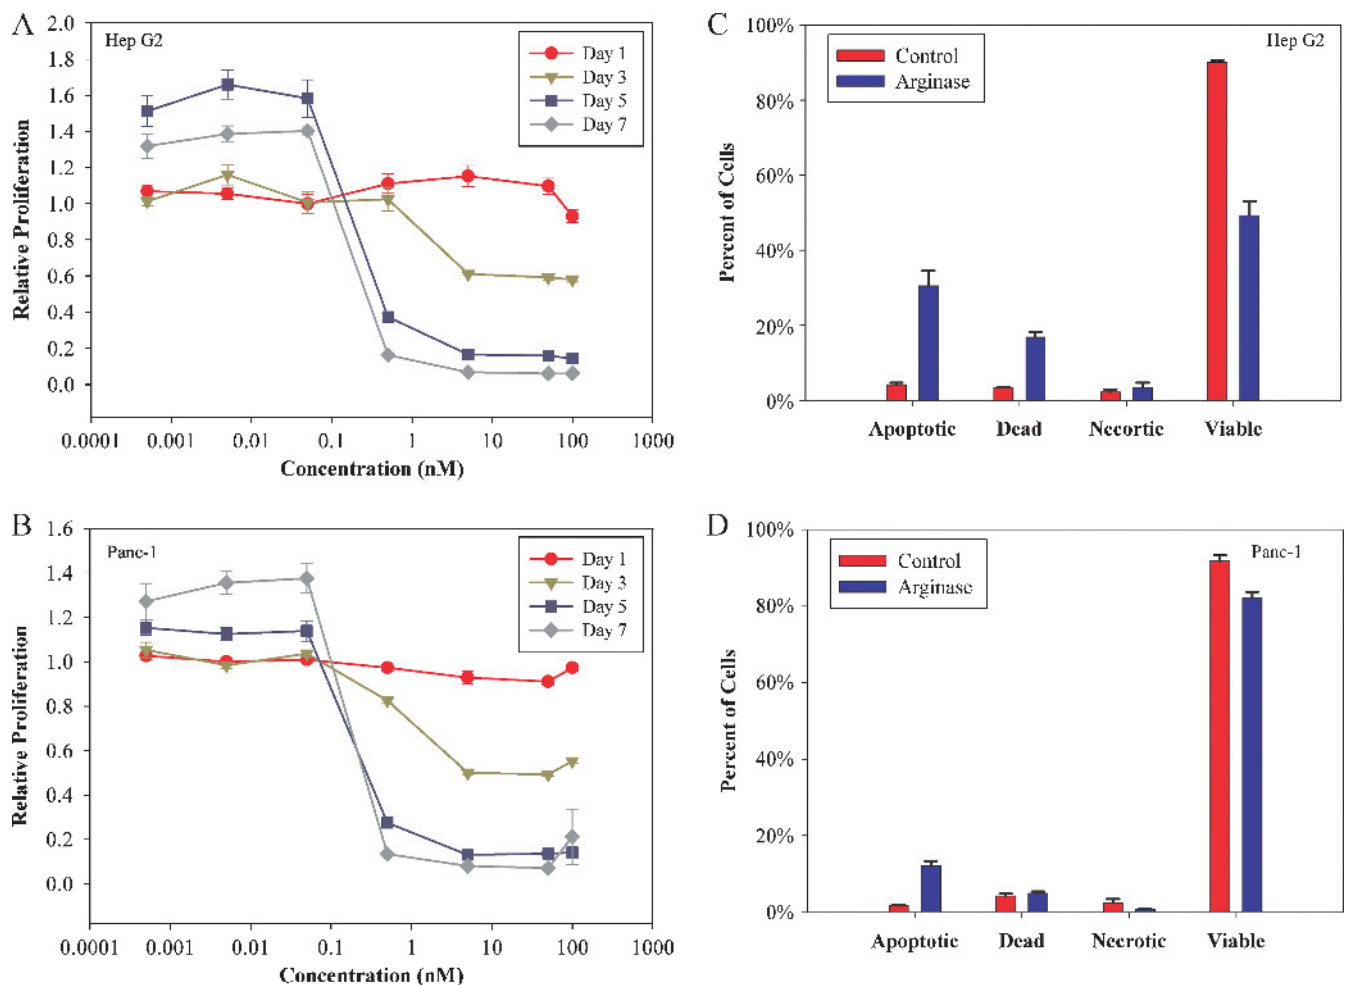 A
Hep G2
Day 1
Day 3
Day 5
Day 7
Relative Proliferation
2.0
1.8
1.6
1.4
1.2
1.0
0.8
0.6
0.4
0.2
0.0
0.0001 0.001 0.01 0.1 1 10 100 1000
Concentration (nM)
C
Hep G2
Control
Arginase
Percent of Cells
100%
80%
60%
40%
20%
0%
Apoptotic Dead Necortic Viable
B
Panc-1
Day 1
Day 3
Day 5
Day 7
Relative Proliferation
1.6
1.4
1.2
1.0
0.8
0.6
0.4
0.2
0.0
0.0001 0.001 0.01 0.1 1 10 100 1000
Concentration (nM)
D
Panc-1
Control
Arginase
Percent of Cells
100%
80%
60%
40%
20%
0%
Apoptotic Dead Necrotic Viable